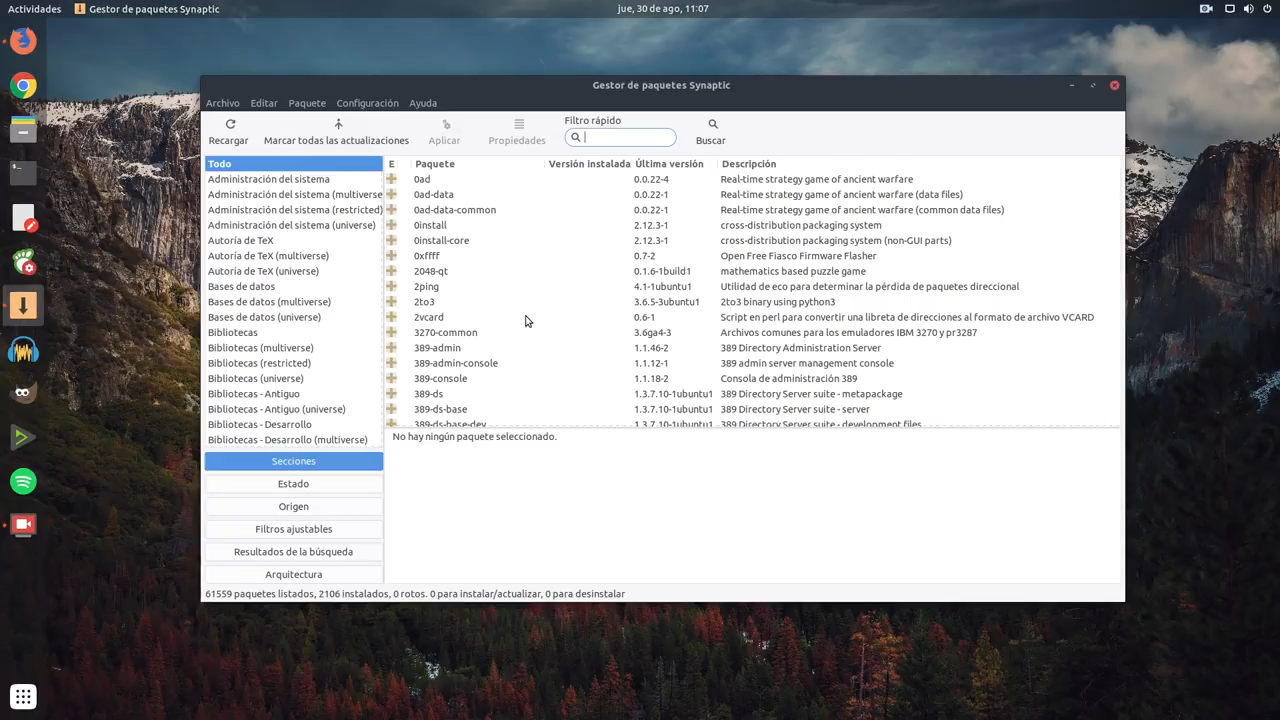 Actividades Gestor de paquetes Synaptic jue, 30 de ago, 11:07
Gestor de paquetes Synaptic
Archivo Editar Paquete Configuración Ayuda
Recargar Marcar todas las actualizaciones Aplicar Propiedades Filtro rápido Buscar
E Paquete Versión instalada Última versión Descripción
0ad 0.0.22-4 Real-time strategy game of ancient warfare
0ad-data 0.0.22-1 Real-time strategy game of ancient warfare (data files)
0ad-data-common 0.0.22-1 Real-time strategy game of ancient warfare (common data files)
0install 2.12.3-1 cross-distribution packaging system
0install-core 2.12.3-1 cross-distribution packaging system (non-GUI parts)
0xffff 0.7-2 Open Free Fiasco Firmware Flasher
2048-qt 0.1.6-1build1 mathematics based puzzle game
2ping 4.1-1ubuntu1 Utilidad de eco para determinar la pérdida de paquetes direccional
2to3 3.6.5-3ubuntu1 2to3 binary using python3
2vcard 0.6-1 Script en perl para convertir una libreta de direcciones al formato de archivo VCARD
3270-common 3.6ga4-3 Archivos comunes para los emuladores IBM 3270 y pr3287
389-admin 1.1.46-2 389 Directory Administration Server
389-admin-console 1.1.12-1 389 admin server management console
389-console 1.1.18-2 Consola de administración 389
389-ds 1.3.7.10-1ubuntu1 389 Directory Server suite - metapackage
389-ds-base 1.3.7.10-1ubuntu1 389 Directory Server suite - server
389-ds-base-dev 1.3.7.10-1ubuntu1 389 Directory Server suite - development files
Todo
Administración del sistema
Administración del sistema (multiverse
Administración del sistema (restricted)
Administración del sistema (universe)
Autoría de TeX
Autoría de TeX (multiverse)
Autoría de TeX (universe)
Bases de datos
Bases de datos (multiverse)
Bases de datos (universe)
Bibliotecas
Bibliotecas (multiverse)
Bibliotecas (restricted)
Bibliotecas (universe)
Bibliotecas - Antiguo
Bibliotecas - Antiguo (universe)
Bibliotecas - Desarrollo
Bibliotecas - Desarrollo (multiverse)
Secciones
Estado
Origen
Filtros ajustables
Resultados de la búsqueda
Arquitectura
No hay ningún paquete seleccionado.
61559 paquetes listados, 2106 instalados, 0 rotos. 0 para instalar/actualizar, 0 para desinstalar